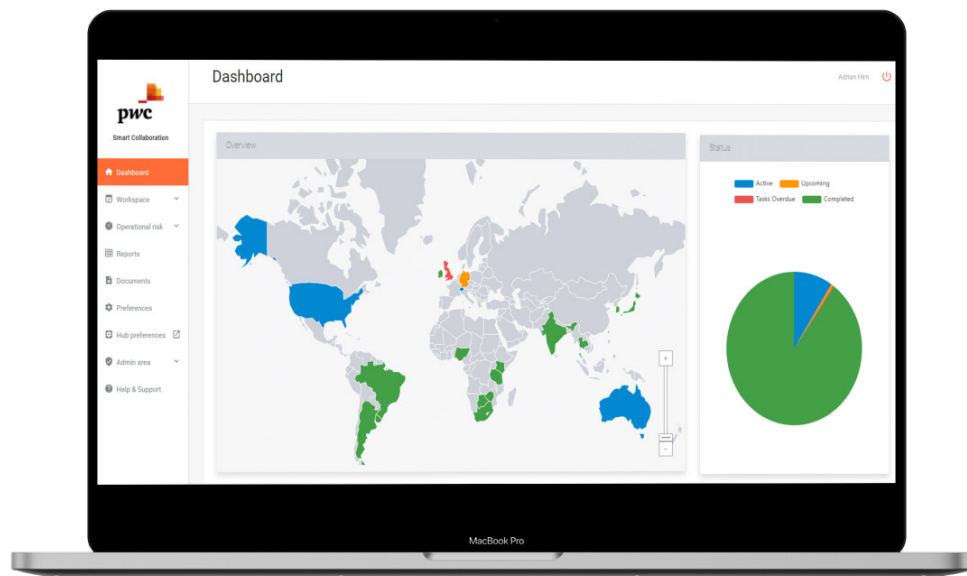 Dashboard
Adrian Hirn
pwc
Smart Collaboration
Dashboard
Workspace
Operational risk
Reports
Documents
Preferences
Hub preferences
Admin area
Help & Support
Overview
+
-
Status
Active
Upcoming
Tasks Overdue
Completed
MacBook Pro